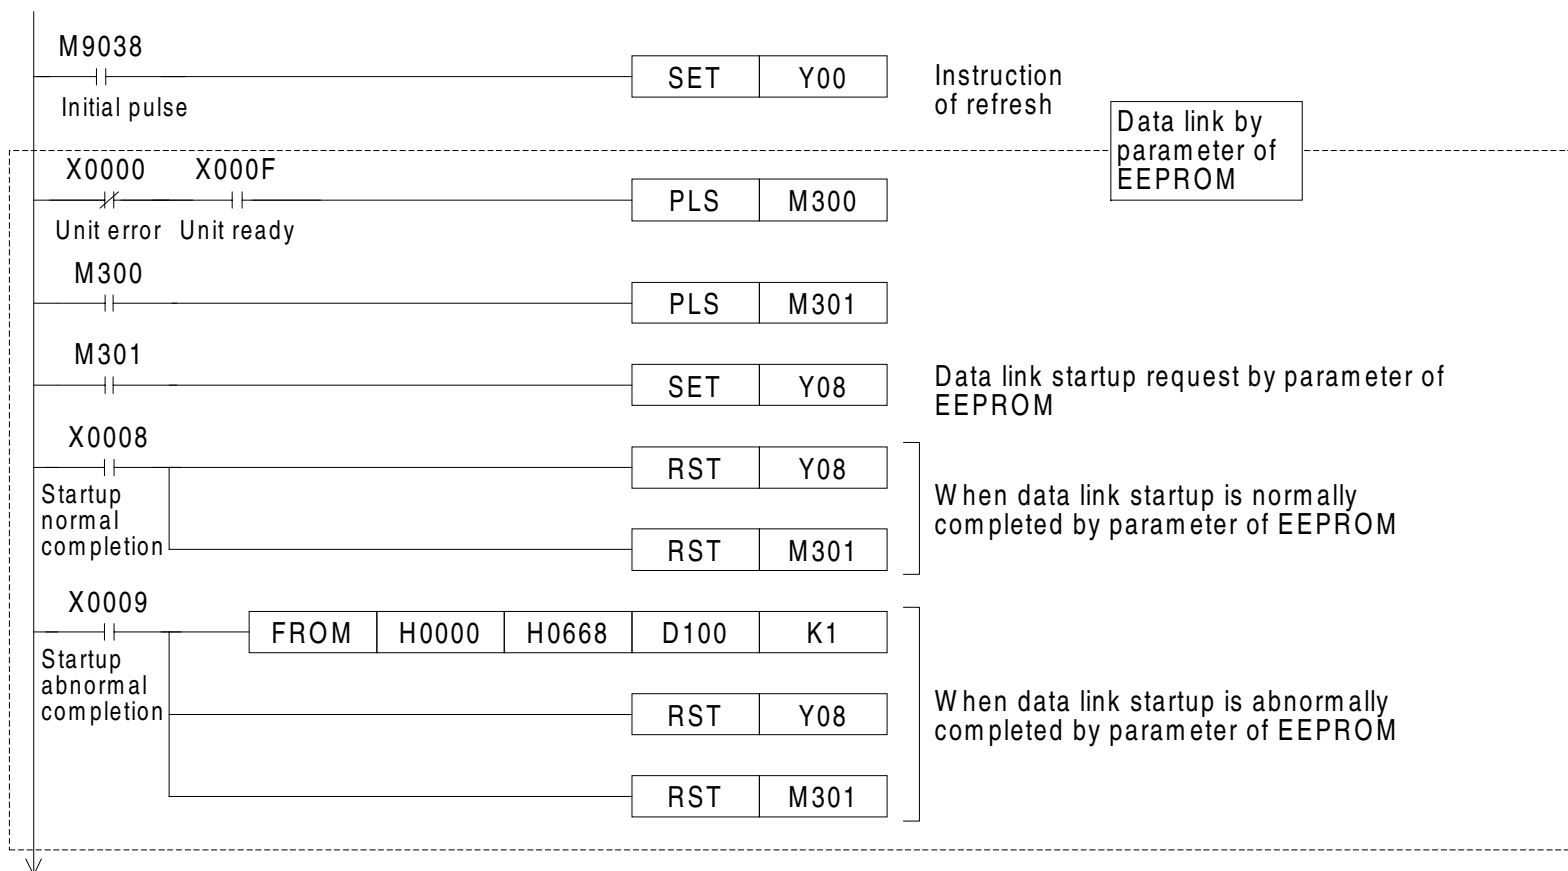 M9038
SET Y00
Initial pulse
Instruction
of refresh
Data link by
parameter of
EEPROM
X0000 X000F
PLS M300
Unit error Unit ready
M300
PLS M301
M301
SET Y08
Data link startup request by parameter of
EEPROM
X0008
RST Y08
Startup
normal
completion
RST M301
When data link startup is normally
completed by parameter of EEPROM
X0009
FROM H0000 H0668 D100 K1
Startup
abnormal
completion
RST Y08
RST M301
When data link startup is abnormally
completed by parameter of EEPROM